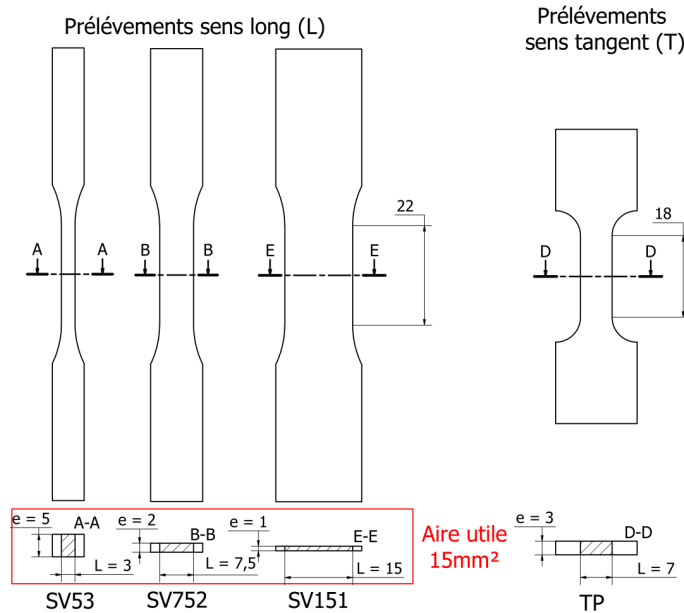 Prélévements sens long (L)
Prélévements
sens tangent (T)
22
18
A A B B E E D D
e = 5 A-A e = 2 B-B e = 1 E-E e = 3 D-D
Aire utile
15mm²
L = 3 L = 7,5 L = 15 L = 7
SV53 SV752 SV151 TP